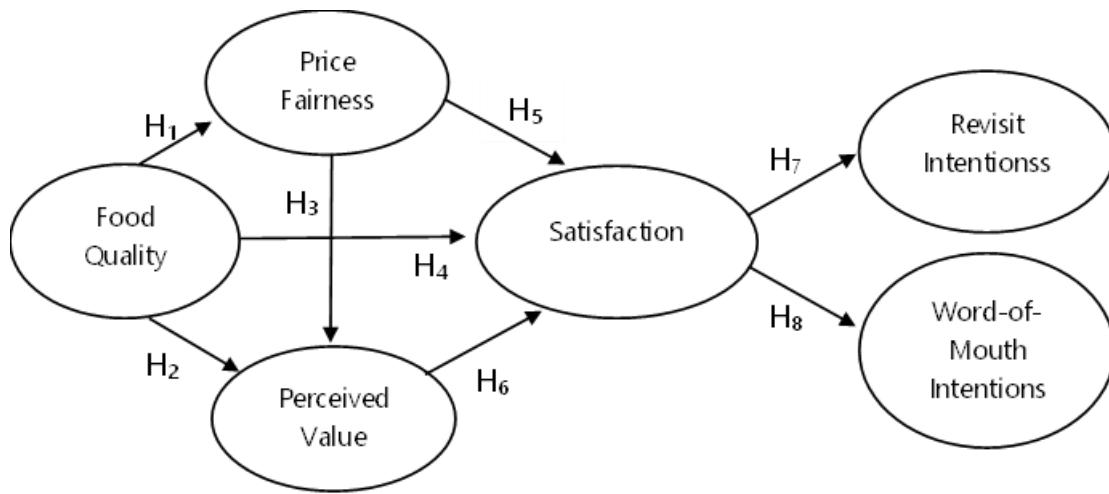 Price
Fairness
H₁
H₅
Food
Quality
H₃
H₄
Satisfaction
H₂
Perceived
Value
H₆
H₇
Revisit
Intentionss
H₈
Word-of-
Mouth
Intentions